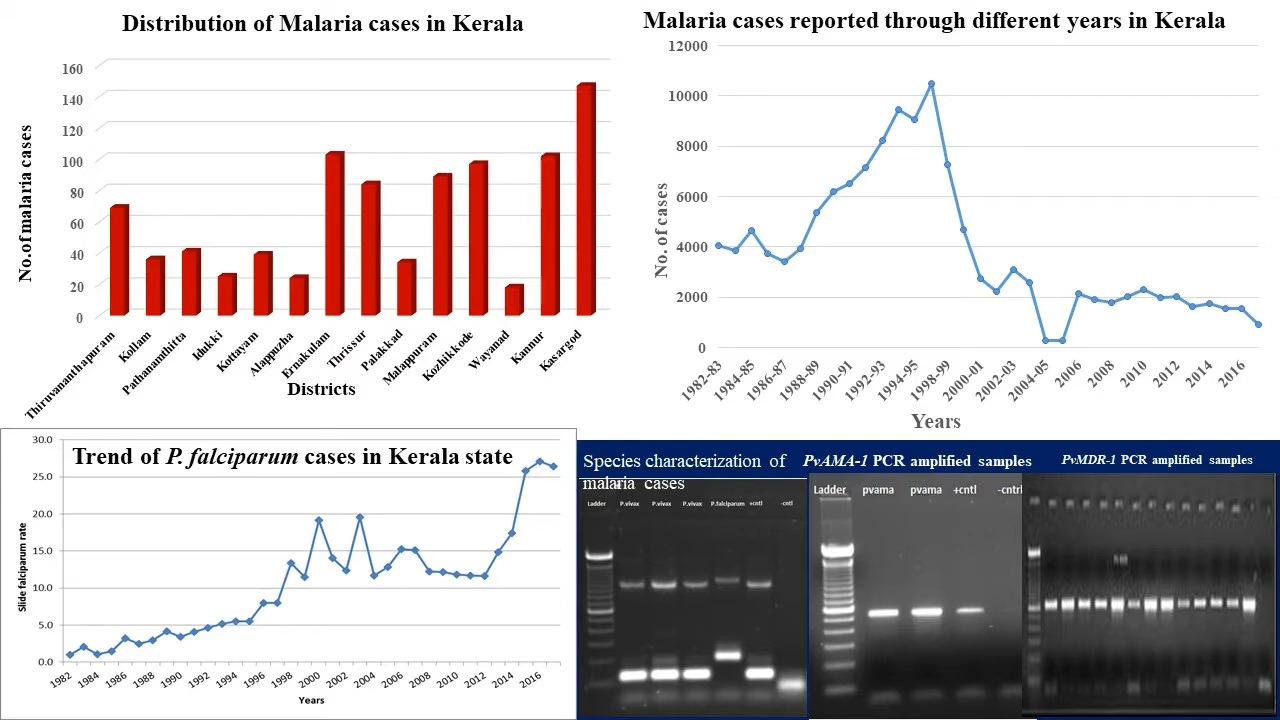 Distribution of Malaria cases in Kerala
No. of malaria cases
160
140
120
100
80
60
40
20
0
Thiruvananthapuram
Kollam
Pathanamthitta
Idukki
Kottayam
Alappuzha
Ernakulam
Thrissur
Palakkad
Malappuram
Kozhikkode
Wayanad
Kannur
Kasargod
Districts
Malaria cases reported through different years in Kerala
No. of cases
12000
10000
8000
6000
4000
2000
0
1982-83
1984-85
1986-87
1988-89
1990-91
1992-93
1994-95
1998-99
2000-01
2002-03
2004-05
2006
2008
2010
2012
2014
2016
Years
Trend of P. falciparum cases in Kerala state
Slide falciparum rate
30.0
25.0
20.0
15.0
10.0
5.0
0.0
1982
1984
1986
1988
1990
1992
1994
1996
1998
2000
2002
2004
2006
2008
2010
2012
2014
2016
Years
Species characterization of
malaria cases
Ladder P.vivax P.vivax P.vivax P.falciparum +cntl -cntl
PvAMA-1 PCR amplified samples
Ladder pvama pvama +cntl -cntrl
PvMDR-1 PCR amplified samples